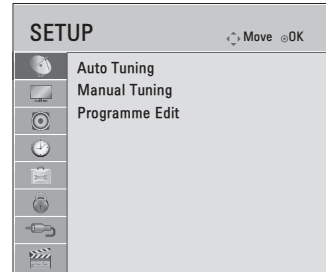 SETUP
Move OK
Auto Tuning
Manual Tuning
Programme Edit